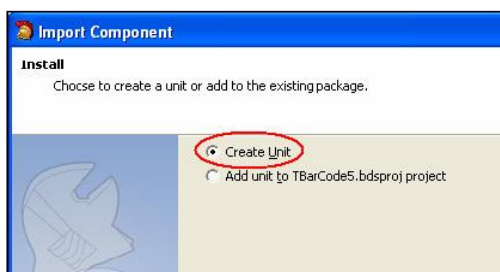 Import Component
Install
Chocse to create a unit or add to the existing package.
Create Unit
Add unit to TBarCode5.bdsproj project